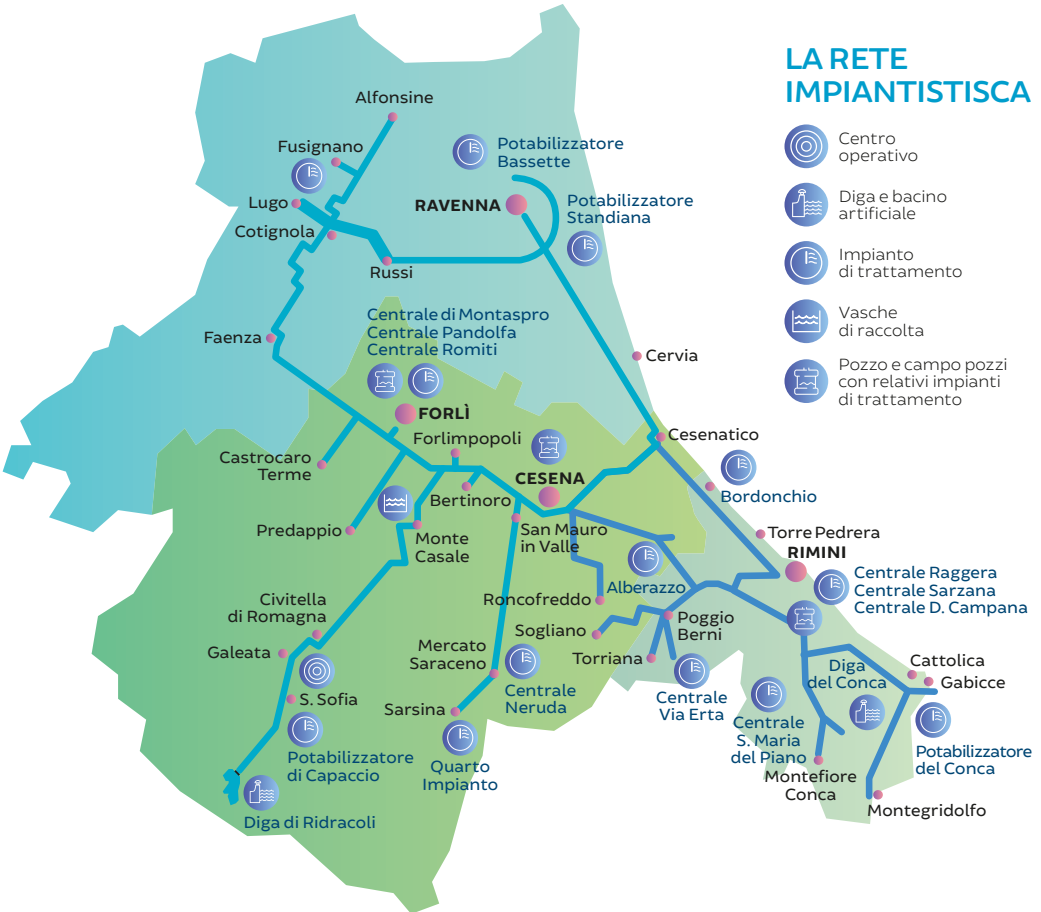 LA RETE
IMPIANTISTISCA
Centro
operativo
Diga e bacino
artificiale
Impianto
di trattamento
Vasche
di raccolta
Pozzo e campo pozzi
con relativi impianti
di trattamento
Alfonsine
Fusignano
Potabilizzatore
Bassette
Lugo
RAVENNA
Potabilizzatore
Standiana
Cotignola
Russi
Centrale di Montaspro
Centrale Pandolfa
Centrale Romiti
Faenza
Cervia
FORLÌ
Forlimpopoli
Cesenatico
Castrocaro
Terme
CESENA
Bertinoro
Bordonchio
Predappio
Monte
Casale
San Mauro
in Valle
Torre Pedrera
RIMINI
Centrale Raggera
Centrale Sarzana
Centrale D. Campana
Alberazzo
Roncofreddo
Civitella
di Romagna
Sogliano
Poggio
Berni
Galeata
Mercato
Saraceno
Torriana
Diga
del Conca
Cattolica
Gabicce
S. Sofia
Sarsina
Centrale
Neruda
Centrale
Via Erta
Centrale
S. Maria
del Piano
Potabilizzatore
di Capaccio
Quarto
Impianto
Potabilizzatore
del Conca
Montefiore
Conca
Montegridolfo
Diga di Ridracoli